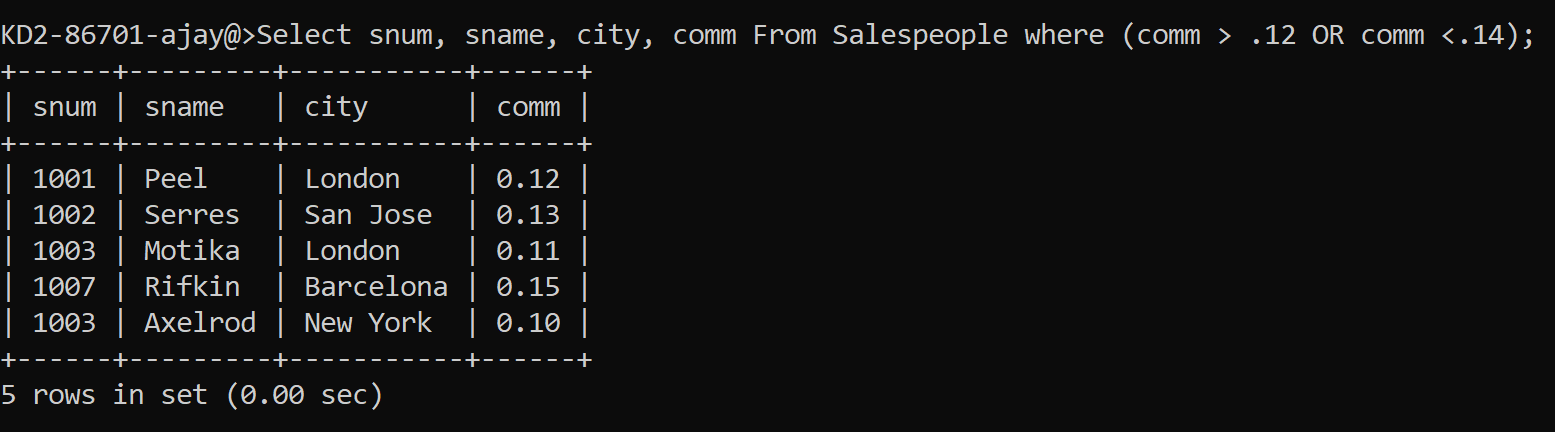 KD2-86701-ajay@>Select snum, sname, city, comm From Salespeople where (comm > .12 OR comm <.14);
+------+---------+-----------+------+
| snum | sname   | city      | comm |
+------+---------+-----------+------+
| 1001 | Peel    | London    | 0.12 |
| 1002 | Serres  | San Jose  | 0.13 |
| 1003 | Motika  | London    | 0.11 |
| 1007 | Rifkin  | Barcelona | 0.15 |
| 1003 | Axelrod | New York  | 0.10 |
+------+---------+-----------+------+
5 rows in set (0.00 sec)